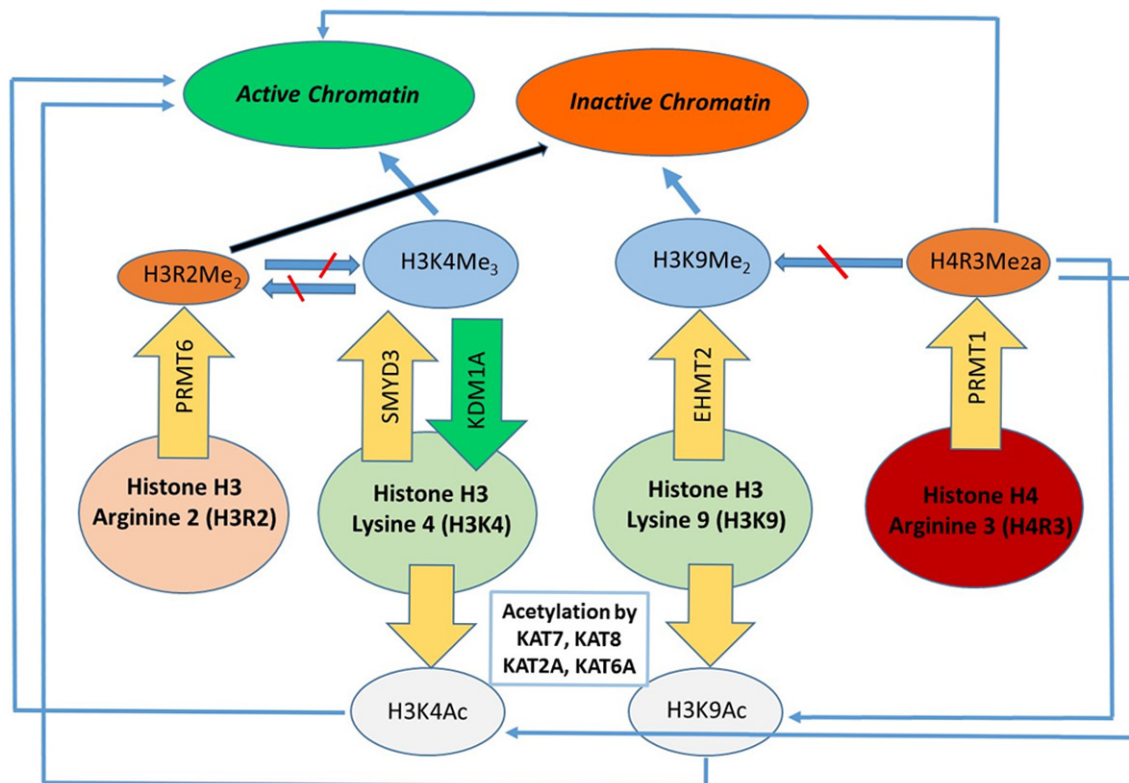 Active Chromatin
Inactive Chromatin
H3R2Me₂
H3K4Me₃
H3K9Me₂
H4R3Me2a
PRMT6
SMYD3
KDM1A
EHMT2
PRMT1
Histone H3
Arginine 2 (H3R2)
Histone H3
Lysine 4 (H3K4)
Histone H3
Lysine 9 (H3K9)
Histone H4
Arginine 3 (H4R3)
Acetylation by
KAT7, KAT8
KAT2A, KAT6A
H3K4Ac
H3K9Ac